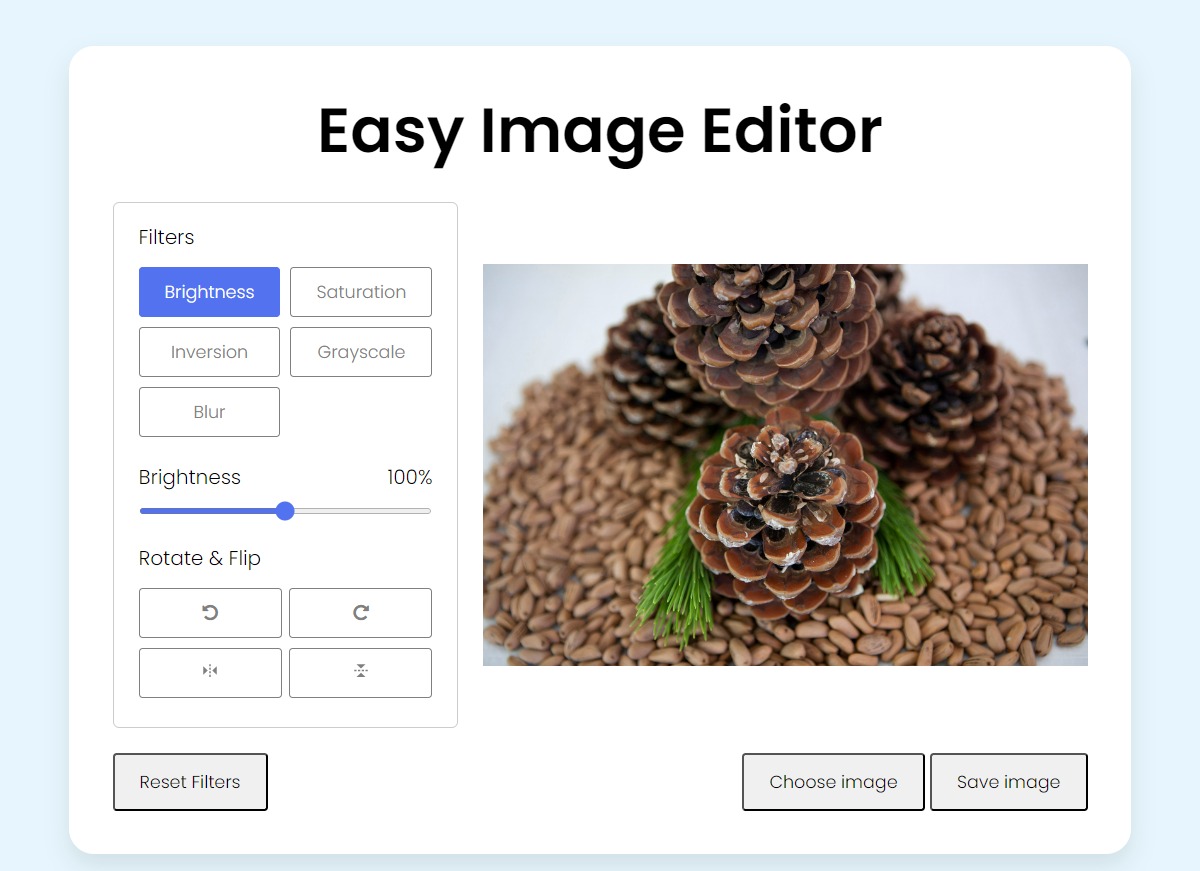 Easy Image Editor
Filters
Brightness
Saturation
Inversion
Grayscale
Blur
Brightness 100%
Rotate & Flip
Reset Filters
Choose image
Save image